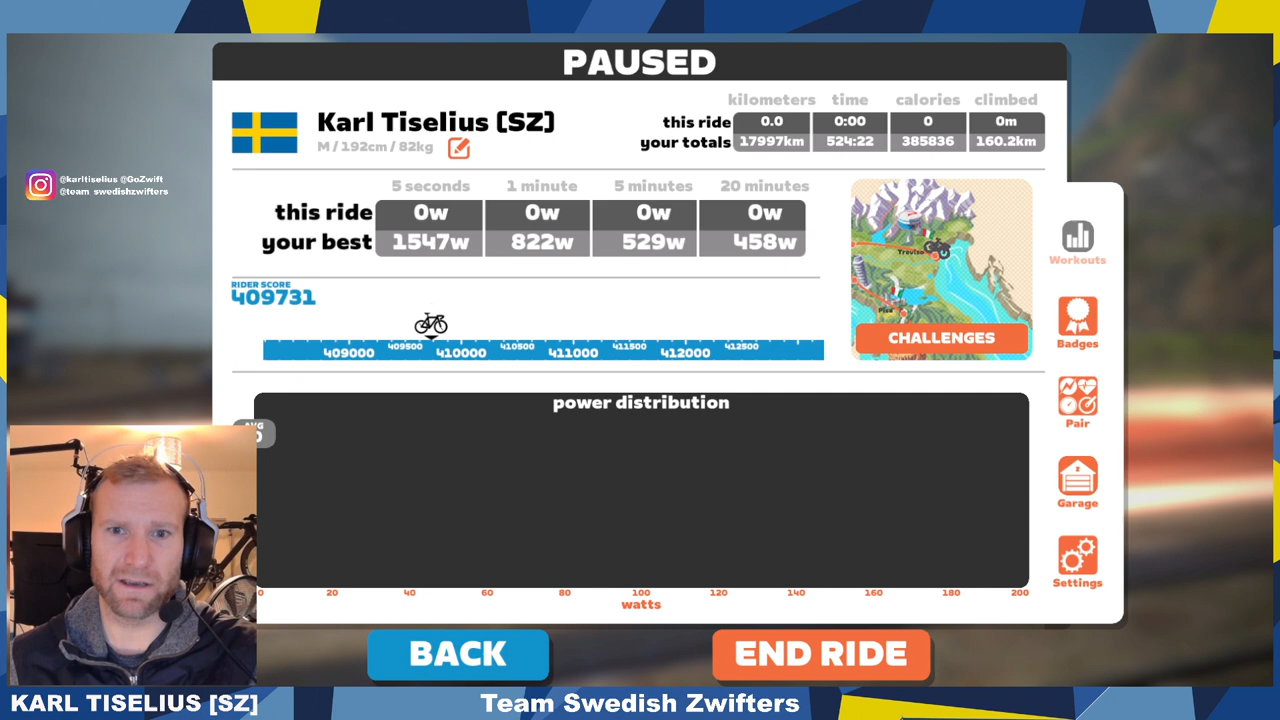 PAUSED
Karl Tiselius (SZ)
M / 192cm / 82kg
kilometers time calories climbed
this ride 0.0 0:00 0 0m
your totals 17997km 524:22 385836 160.2km
@karltiselius @GoZwift
@team swedishzwifters
5 seconds 1 minute 5 minutes 20 minutes
this ride 0w 0w 0w 0w
your best 1547w 822w 529w 458w
Treviso
Pisa
CHALLENGES
RIDER SCORE
409731
409000 409500 410000 410500 411000 411500 412000 412500
Workouts
Badges
Pair
Garage
Settings
power distribution
AVG
0 20 40 60 80 100 120 140 160 180 200
watts
BACK
END RIDE
KARL TISELIUS [SZ]
Team Swedish Zwifters